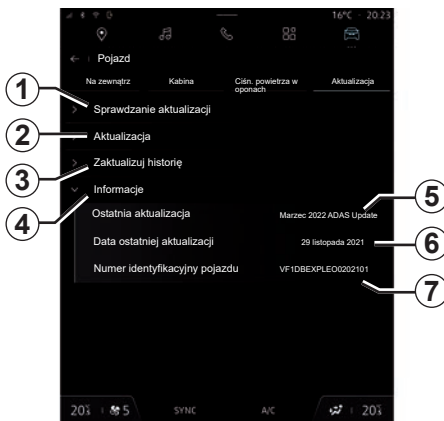 16°C 20:23
Pojazd
Na zewnątrz Kabina Ciśn. powietrza w oponach Aktualizacja
1 Sprawdzanie aktualizacji
2 Aktualizacja
3 Zaktualizuj historię
4 Informacje
Ostatnia aktualizacja Marzec 2022 ADAS Update 5
Data ostatniej aktualizacji 29 listopada 2021 6
Numer identyfikacyjny pojazdu VF1DBEXPLEO0202101 7
5 SYNC A/C